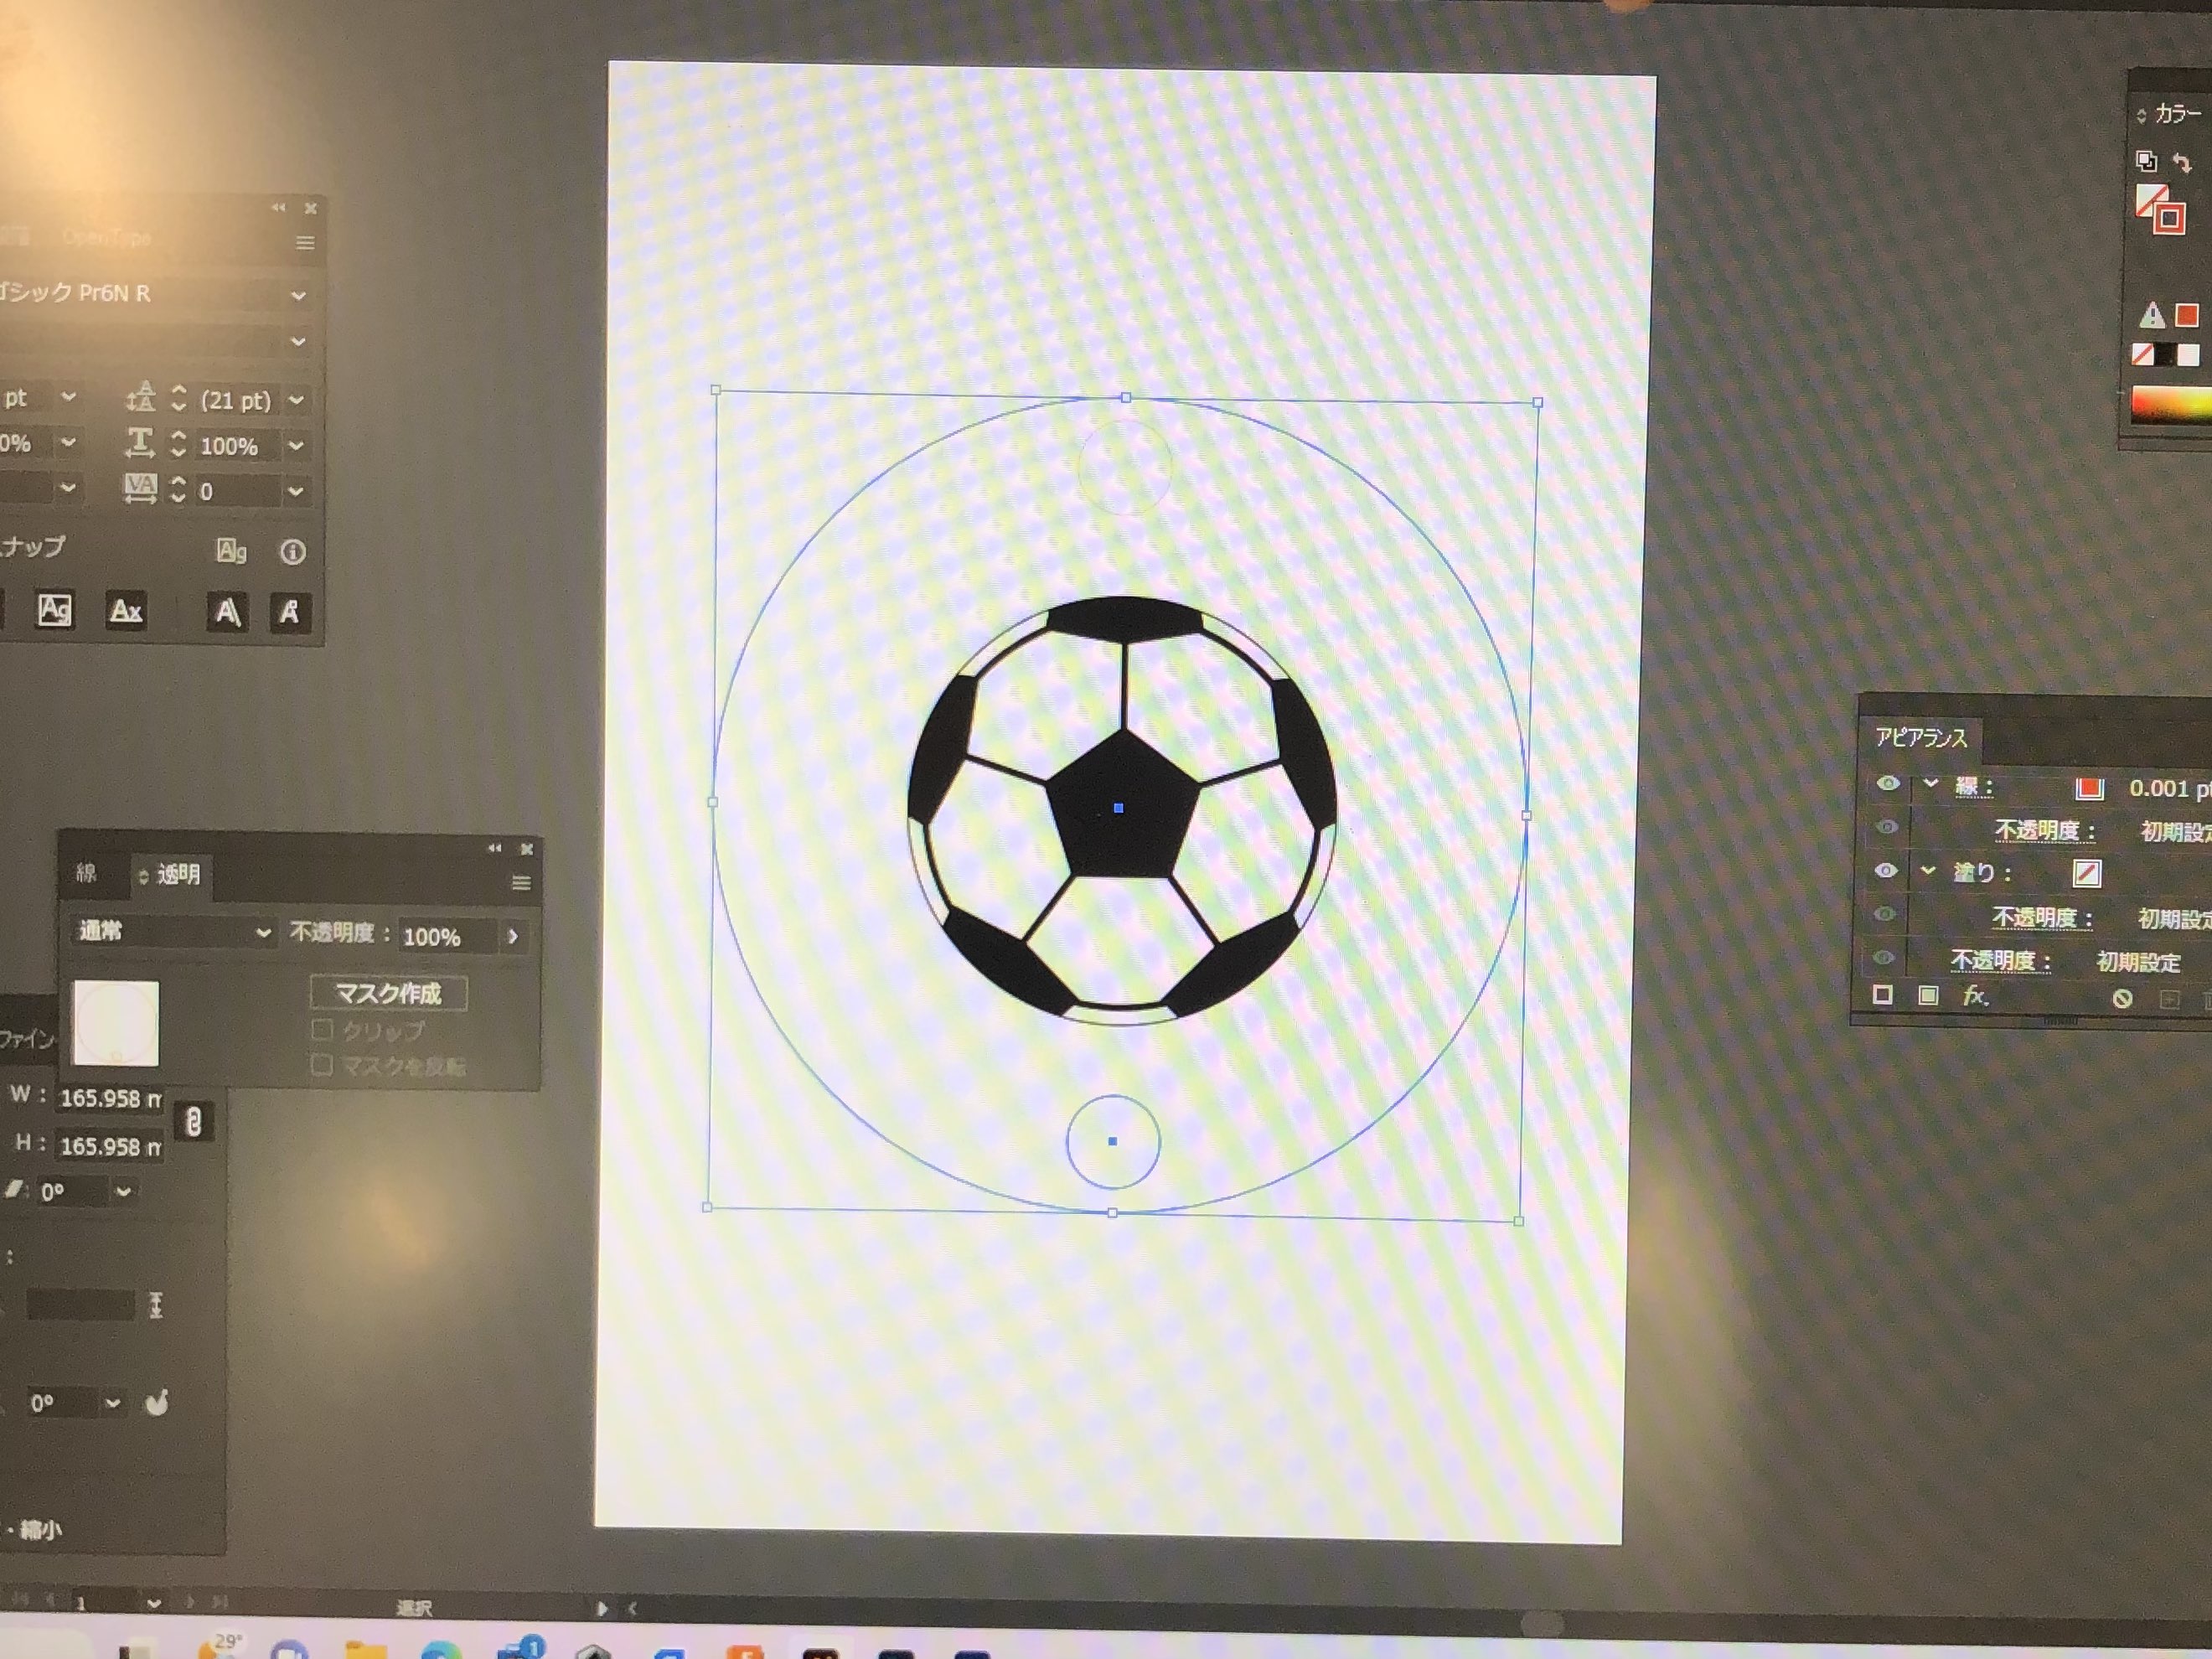 OpenType
ゴシック Pr6N R
pt
(21 pt)
0%
100%
VA
0
ナップ
Ag
Ag
Ax
線
透明
通常
不透明度：
100%
マスク作成
クリップ
マスクを反転
ファイン
W：
165.958 m
H：
165.958 m
0°
：
0°
・縮小
1
選択
29°
1
カラー
アピアランス
線：
0.001 pt
不透明度：
初期設定
塗り：
不透明度：
初期設定
不透明度：
初期設定
fx.